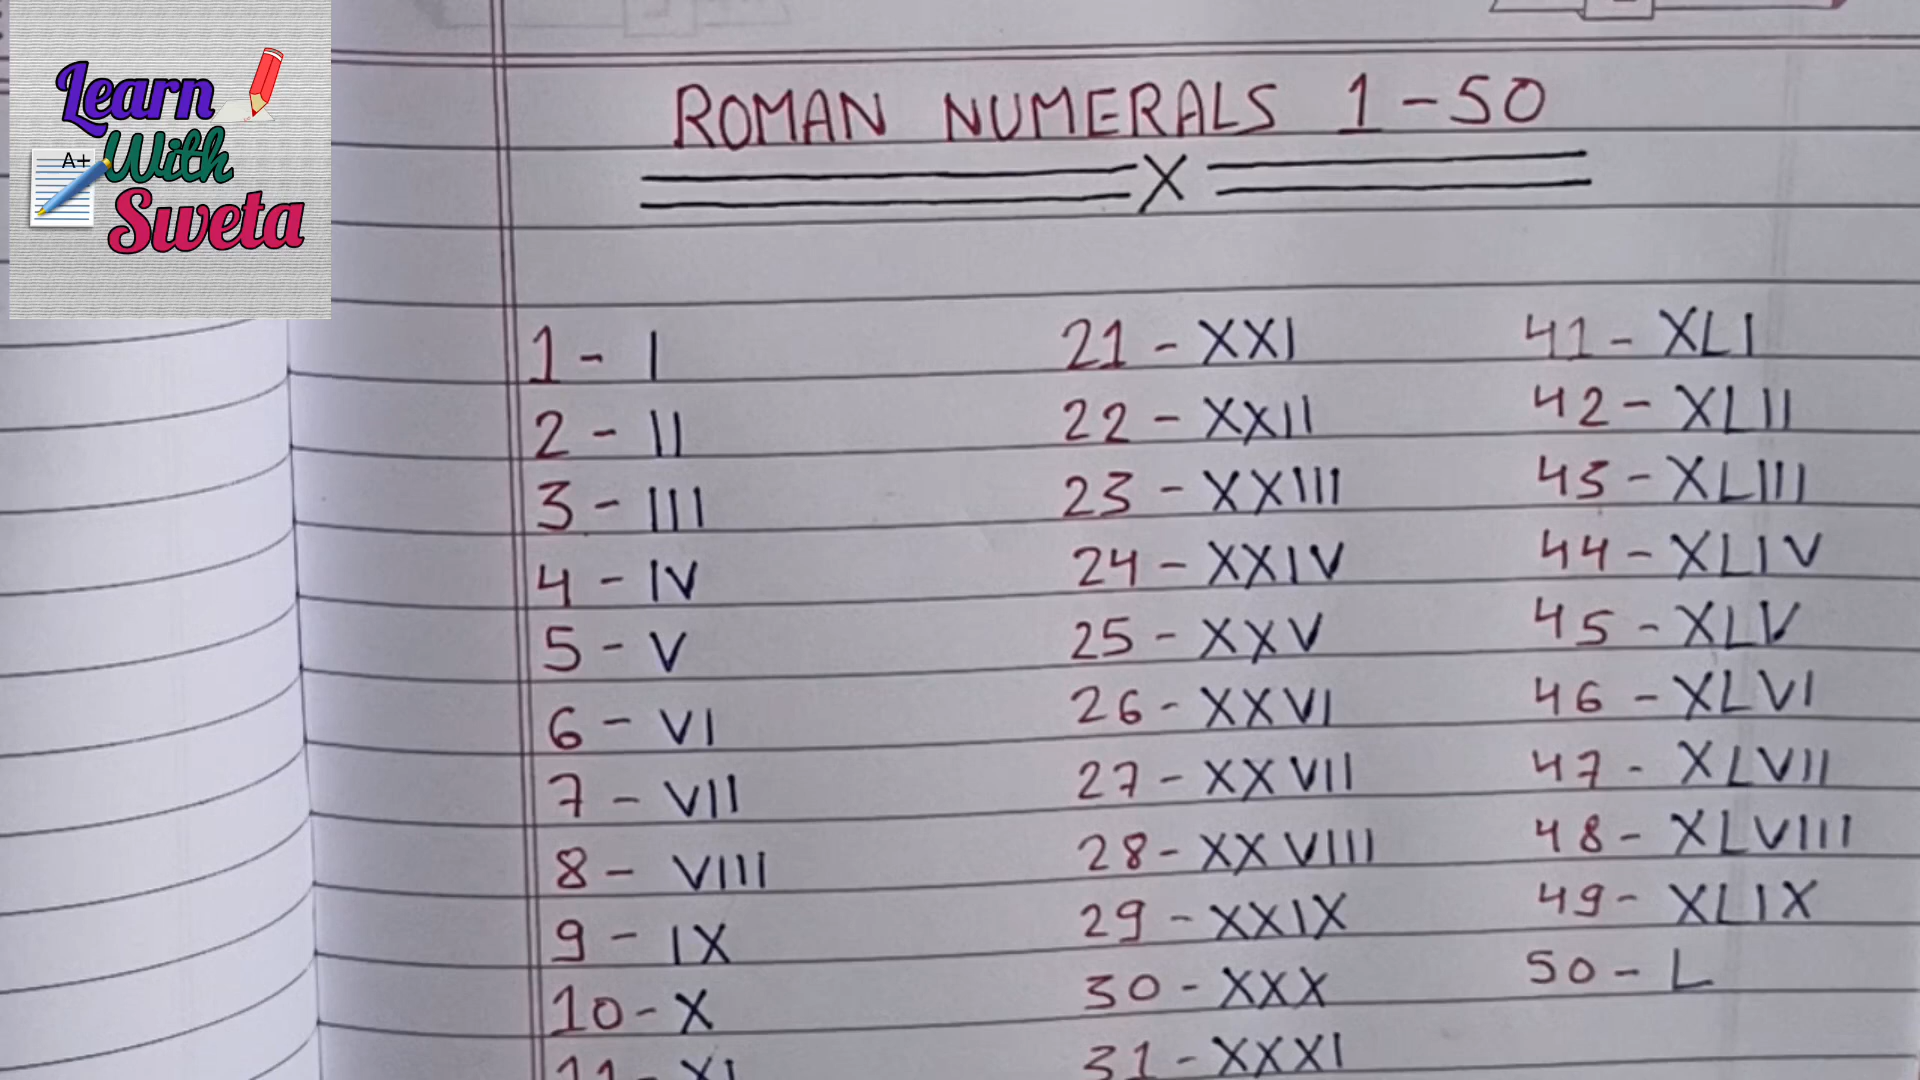 Learn
A+ With
Sweta
ROMAN NUMERALS 1-50
X
1 - I
2 - II
3 - III
4 - IV
5 - V
6 - VI
7 - VII
8 - VIII
9 - IX
10 - X
11 - XI
21 - XXI
22 - XXII
23 - XXIII
24 - XXIV
25 - XXV
26 - XXVI
27 - XXVII
28 - XXVIII
29 - XXIX
30 - XXX
31 - XXXI
41 - XLI
42 - XLII
43 - XLIII
44 - XLIV
45 - XLV
46 - XLVI
47 - XLVII
48 - XLVIII
49 - XLIX
50 - L